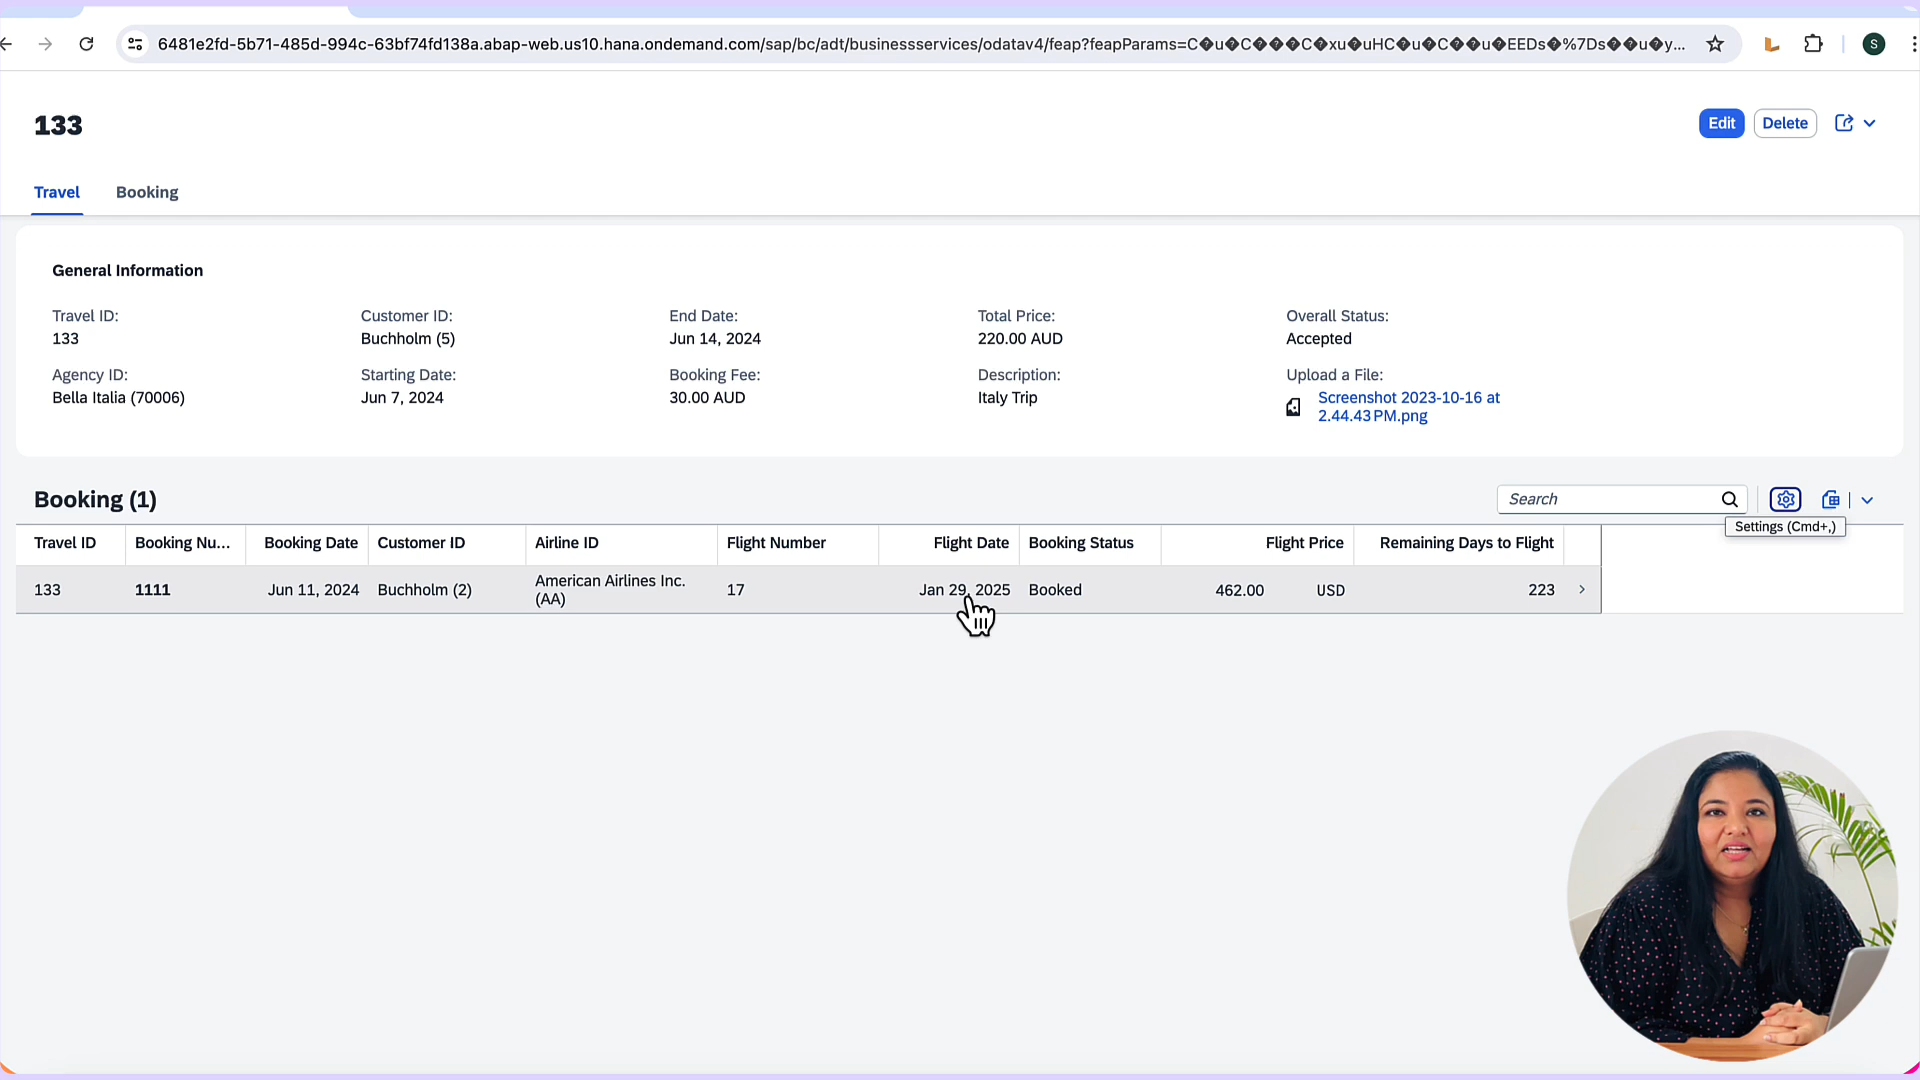 6481e2fd-5b71-485d-994c-63bf74fd138a.abap-web.us10.hana.ondemand.com/sap/bc/adt/businessservices/odatav4/feap?feapParams=C�u�C���C�xu�uHC�u�C��u�EEDs�%7Ds��u�y...
S
133
Edit
Delete
Travel
Booking
General Information
Travel ID:
133
Customer ID:
Buchholm (5)
End Date:
Jun 14, 2024
Total Price:
220.00 AUD
Overall Status:
Accepted
Agency ID:
Bella Italia (70006)
Starting Date:
Jun 7, 2024
Booking Fee:
30.00 AUD
Description:
Italy Trip
Upload a File:
Screenshot 2023-10-16 at
2.44.43 PM.png
Booking (1)
Search
Settings (Cmd+,)
Travel ID Booking Nu... Booking Date Customer ID Airline ID Flight Number Flight Date Booking Status Flight Price Remaining Days to Flight
133 1111 Jun 11, 2024 Buchholm (2) American Airlines Inc. 17 Jan 29, 2025 Booked 462.00 USD 223
(AA)